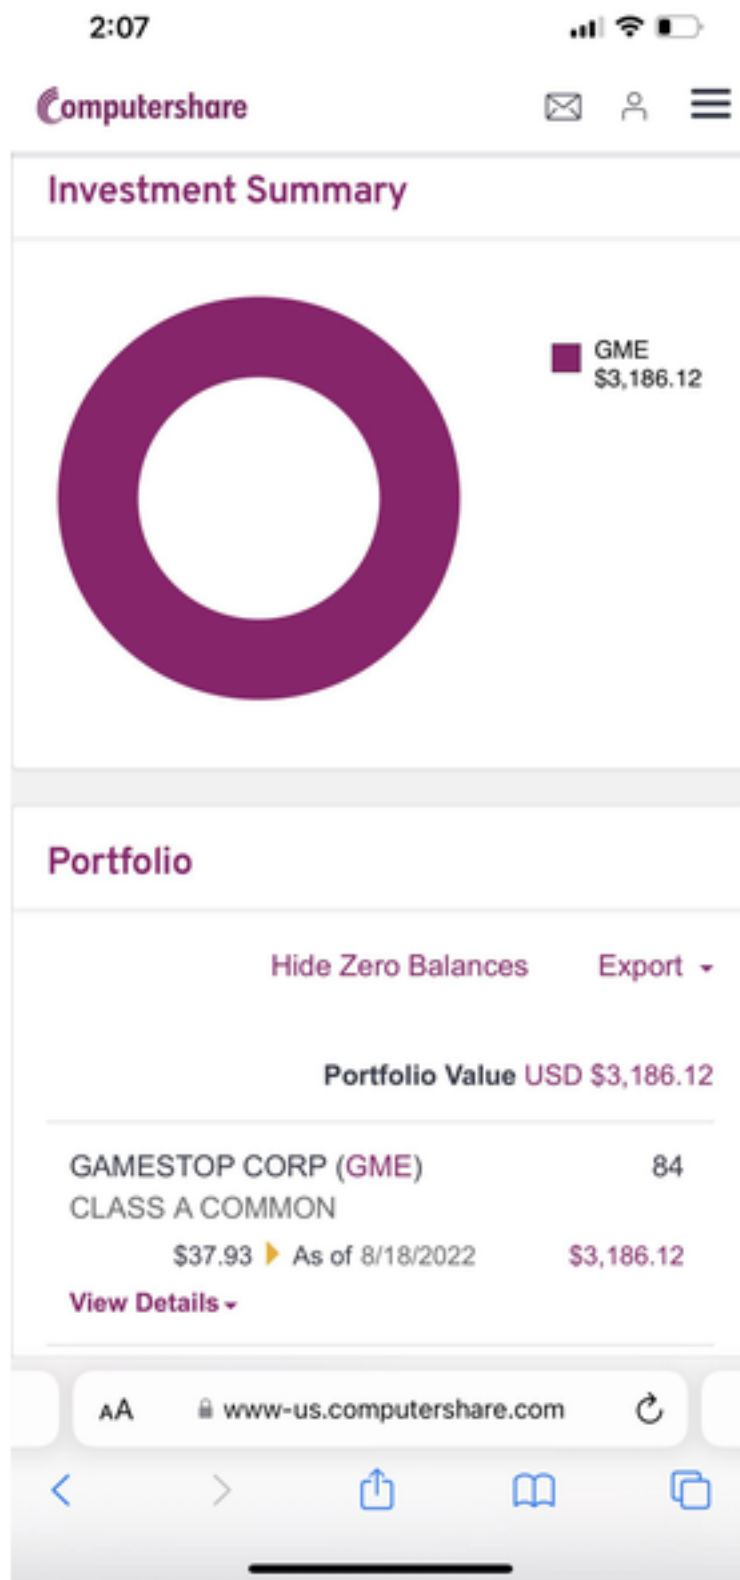 2:07
Computershare
Investment Summary
GME
$3,186.12
Portfolio
Hide Zero Balances Export
Portfolio Value USD $3,186.12
GAMESTOP CORP (GME) 84
CLASS A COMMON
$37.93 As of 8/18/2022 $3,186.12
View Details
AA www-us.computershare.com